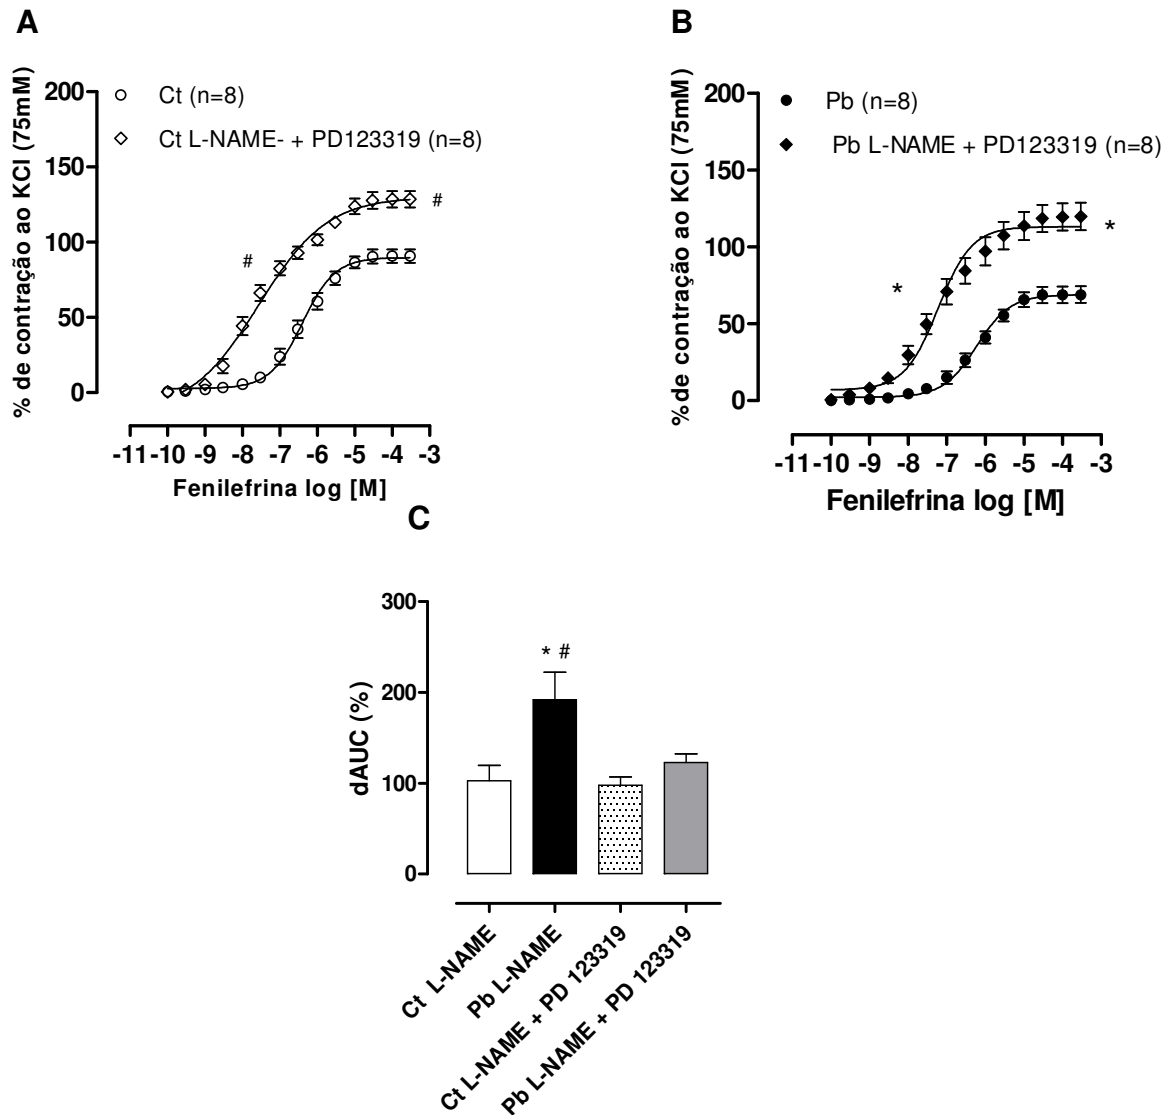 A
% de contração ao KCl (75mM)
200
150
100
50
0
Ct (n=8)
Ct L-NAME- + PD123319 (n=8)
#
#
-11 -10 -9 -8 -7 -6 -5 -4 -3
Fenilefrina log [M]
B
%de contração ao KCl (75mM)
200
150
100
50
0
Pb (n=8)
Pb L-NAME + PD123319 (n=8)
*
*
-11 -10 -9 -8 -7 -6 -5 -4 -3
Fenilefrina log [M]
C
dAUC (%)
300
200
100
0
* #
Ct L-NAME
Pb L-NAME
Ct L-NAME + PD 123319
Pb L-NAME + PD 123319